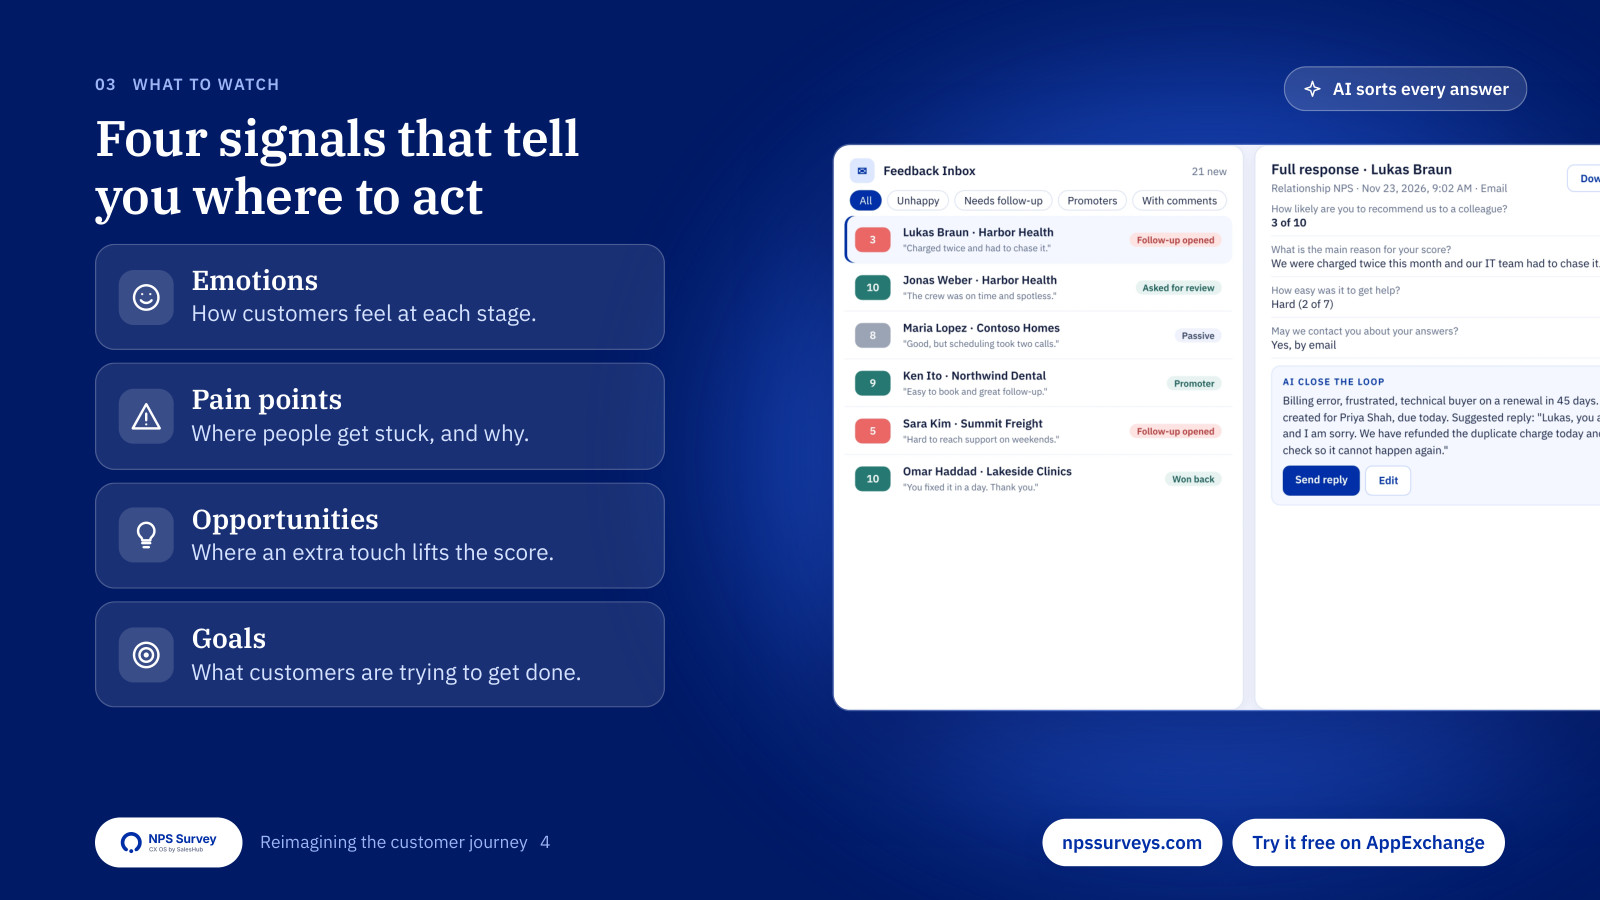 03 WHAT TO WATCH
Four signals that tell
you where to act
Emotions
How customers feel at each stage.
Pain points
Where people get stuck, and why.
Opportunities
Where an extra touch lifts the score.
Goals
What customers are trying to get done.
AI sorts every answer
Feedback Inbox
21 new
All
Unhappy
Needs follow-up
Promoters
With comments
3
Lukas Braun · Harbor Health
"Charged twice and had to chase it."
Follow-up opened
10
Jonas Weber · Harbor Health
"The crew was on time and spotless."
Asked for review
8
Maria Lopez · Contoso Homes
"Good, but scheduling took two calls."
Passive
9
Ken Ito · Northwind Dental
"Easy to book and great follow-up."
Promoter
5
Sara Kim · Summit Freight
"Hard to reach support on weekends."
Follow-up opened
10
Omar Haddad · Lakeside Clinics
"You fixed it in a day. Thank you."
Won back
Full response · Lukas Braun
Relationship NPS · Nov 23, 2026, 9:02 AM · Email
How likely are you to recommend us to a colleague?
3 of 10
What is the main reason for your score?
We were charged twice this month and our IT team had to chase it.
How easy was it to get help?
Hard (2 of 7)
May we contact you about your answers?
Yes, by email
AI CLOSE THE LOOP
Billing error, frustrated, technical buyer on a renewal in 45 days.
created for Priya Shah, due today. Suggested reply: "Lukas, you
and I am sorry. We have refunded the duplicate charge today
check so it cannot happen again."
Send reply
Edit
NPS Survey
CX OS by SalesHub
Reimagining the customer journey 4
npssurveys.com
Try it free on AppExchange